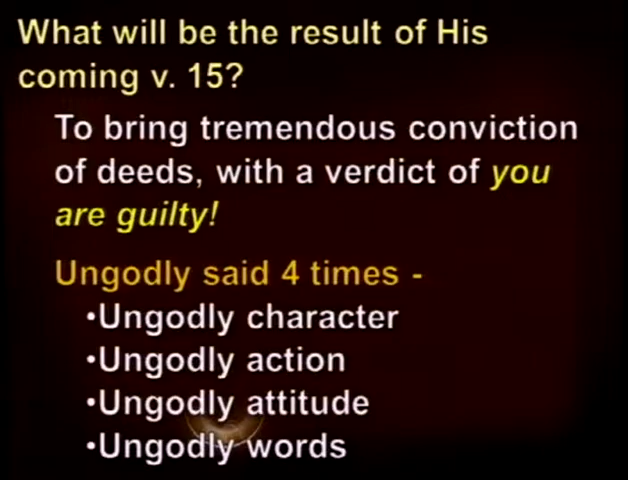 What will be the result of His
coming v. 15?
To bring tremendous conviction
of deeds, with a verdict of you
are guilty!
Ungodly said 4 times -
•Ungodly character
•Ungodly action
•Ungodly attitude
•Ungodly words